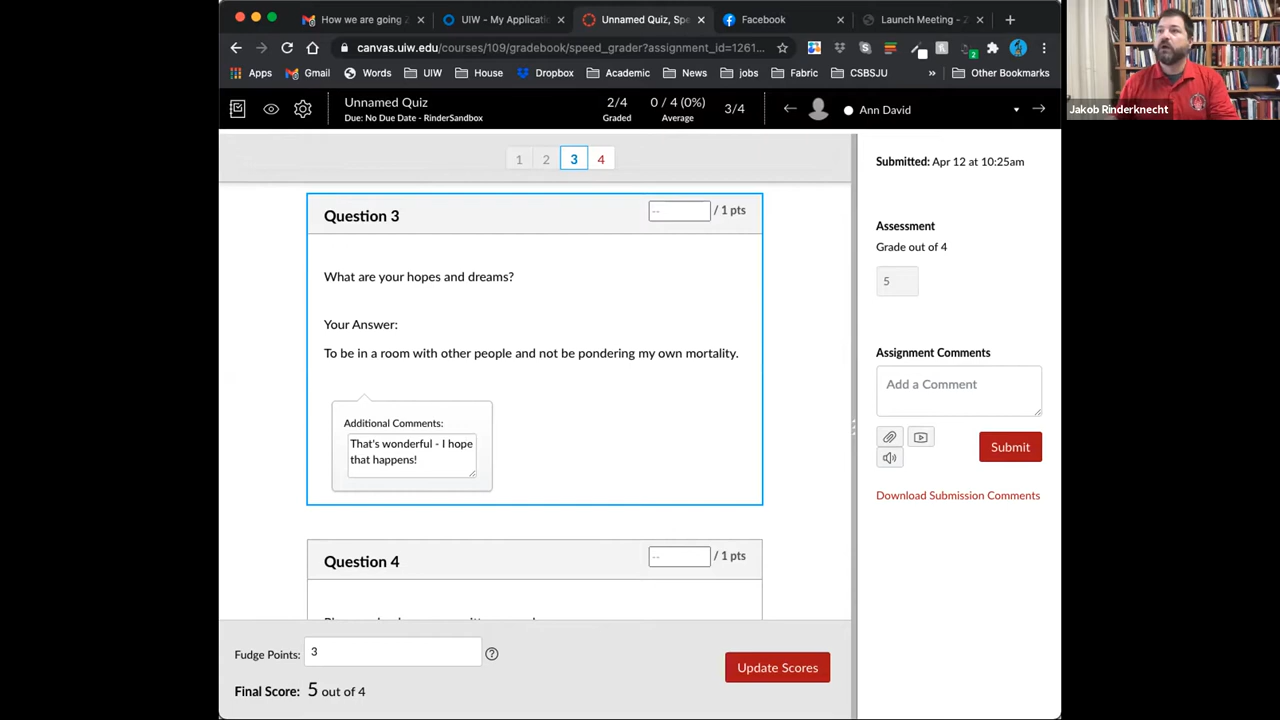 How we are going
UIW - My Applicatio
Unnamed Quiz, Spe
Facebook
Launch Meeting - Z
canvas.uiw.edu/courses/109/gradebook/speed_grader?assignment_id=1261...
Apps
Gmail
Words
UIW
House
Dropbox
Academic
News
jobs
Fabric
CSBSJU
»
Other Bookmarks
2
Jakob Rinderknecht
Unnamed Quiz
Due: No Due Date - RinderSandbox
2/4
Graded
0 / 4 (0%)
Average
3/4
Ann David
1 2 3 4
Question 3
-- / 1 pts
What are your hopes and dreams?
Your Answer:
To be in a room with other people and not be pondering my own mortality.
Additional Comments:
That's wonderful - I hope
that happens!
Question 4
-- / 1 pts
Fudge Points: 3
Final Score: 5 out of 4
Update Scores
Submitted: Apr 12 at 10:25am
Assessment
Grade out of 4
5
Assignment Comments
Add a Comment
Submit
Download Submission Comments